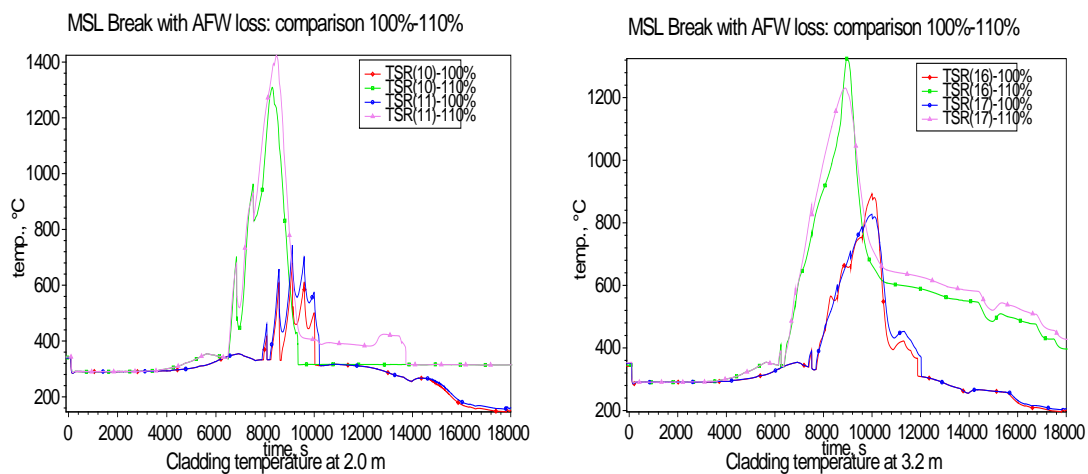 MSL Break with AFW loss: comparison 100%-110%
1400
1200
1000
800
600
400
200
temp., °C
TSR(10)-100%
TSR(10)-110%
TSR(11)-100%
TSR(11)-110%
0 2000 4000 6000 8000 10000 12000 14000 16000 18000
time, s
Cladding temperature at 2.0 m
MSL Break with AFW loss: comparison 100%-110%
1200
1000
800
600
400
200
temp., °C
TSR(16)-100%
TSR(16)-110%
TSR(17)-100%
TSR(17)-110%
0 2000 4000 6000 8000 10000 12000 14000 16000 18000
time, s
Cladding temperature at 3.2 m